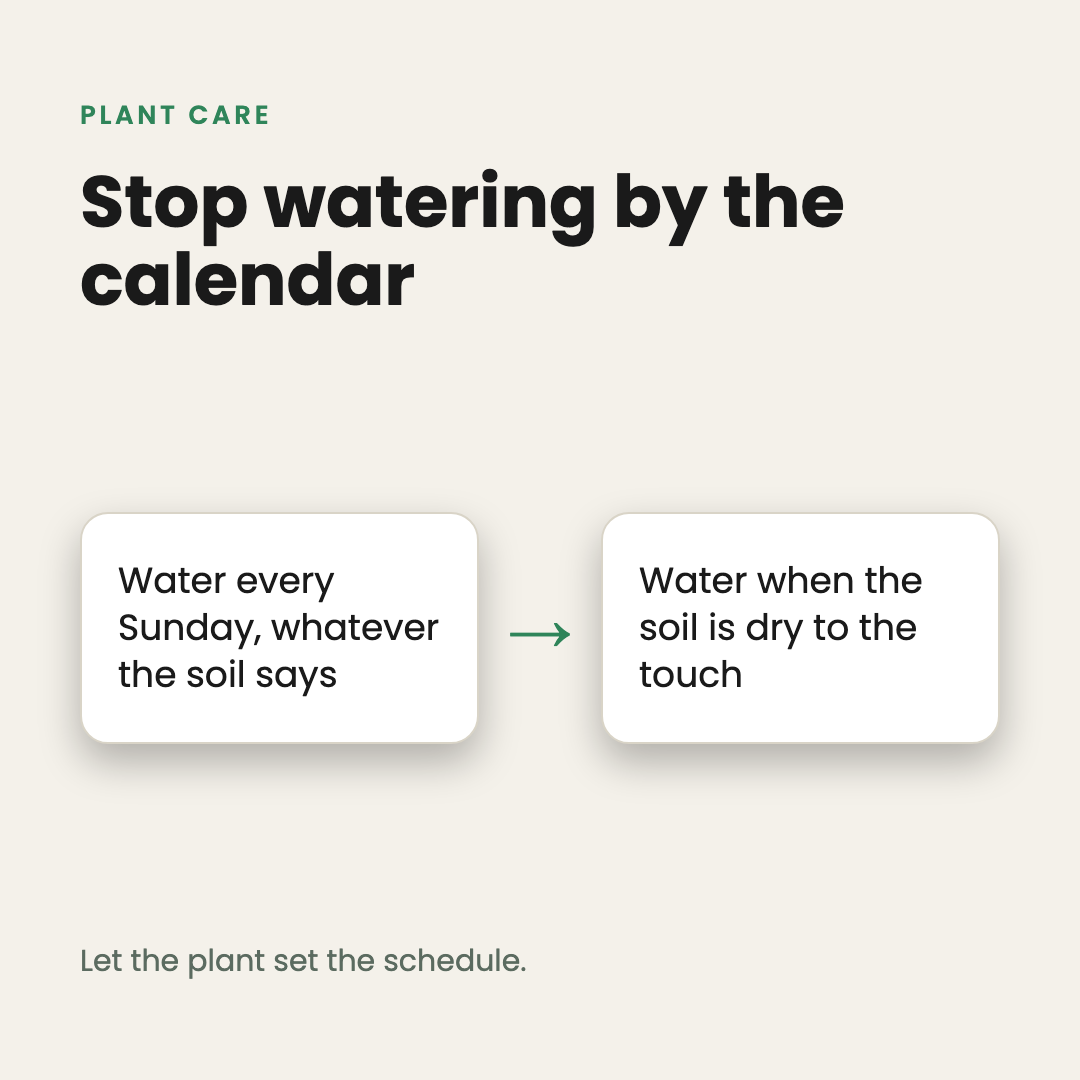 PLANT CARE
Stop watering by the
calendar
Water every
Sunday, whatever
the soil says
→
Water when the
soil is dry to the
touch
Let the plant set the schedule.